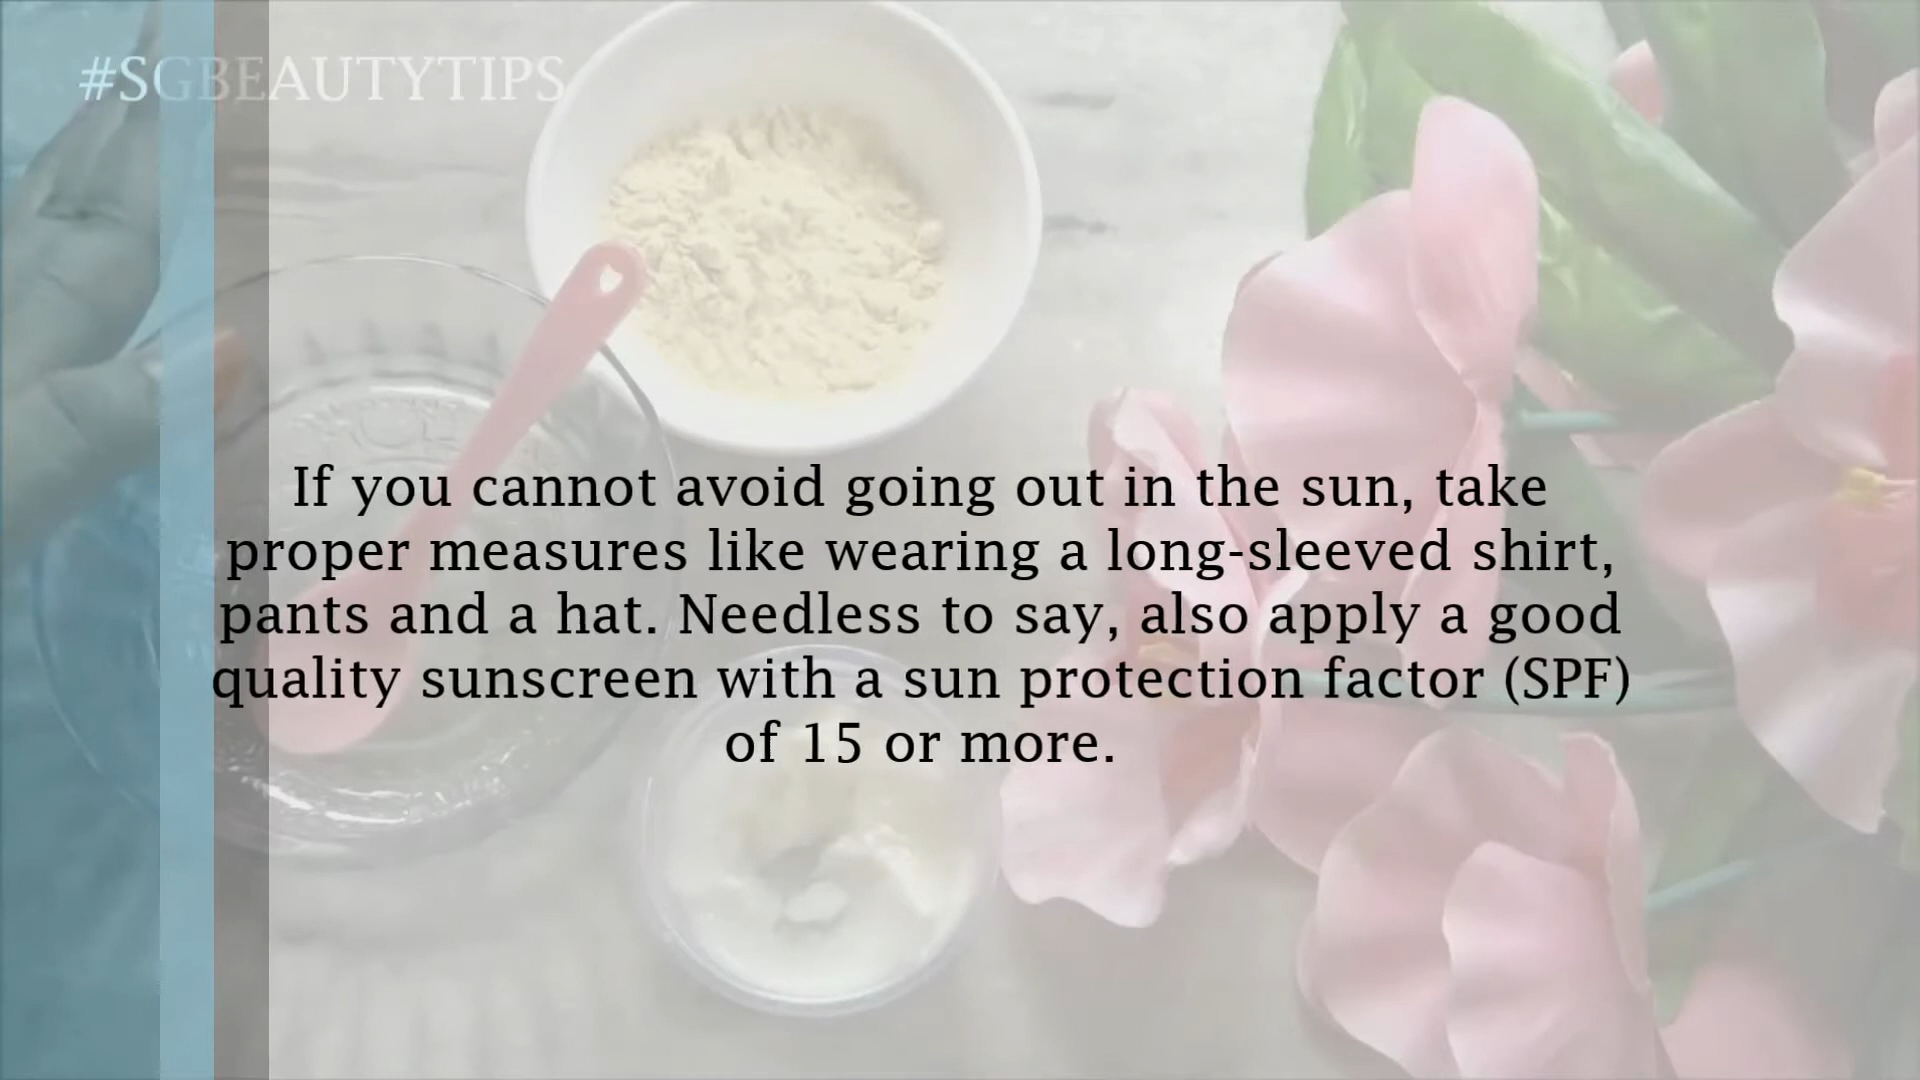 #SGBEAUTYTIPS
If you cannot avoid going out in the sun, take
proper measures like wearing a long-sleeved shirt,
pants and a hat. Needless to say, also apply a good
quality sunscreen with a sun protection factor (SPF)
of 15 or more.